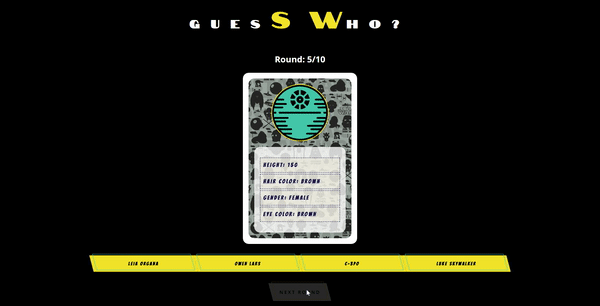 GUESS WHO?
Round: 5/10
HEIGHT: 150
HAIR COLOR: BROWN
GENDER: FEMALE
EYE COLOR: BROWN
LEIA ORGANA
OWEN LARS
C-3PO
LUKE SKYWALKER